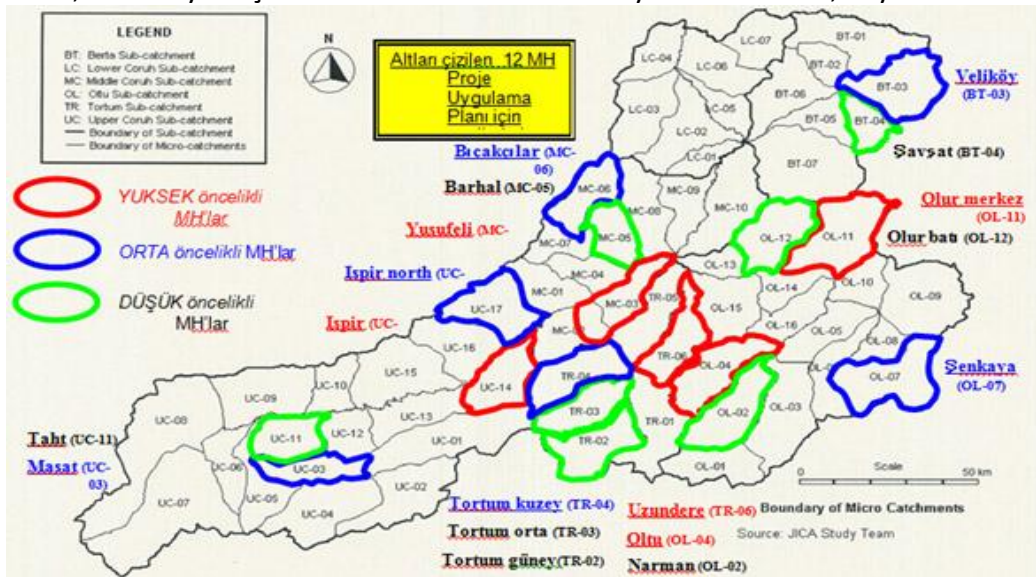 LEGEND
BT: Berta Sub-catchment
LC: Lower Coruh Sub-catchment
MC: Middle Coruh Sub-catchment
OL: Oltu Sub-catchment
TR: Tortum Sub-catchment
UC: Upper Coruh Sub-catchment
Boundary of Sub-catchment
Boundary of Micro-catchments
N
Altları çizilen 12 MH
Proje
Uygulama
Planı için
YUKSEK öncelikli
MH'lar
ORTA öncelikli MH'lar
DÜŞÜK öncelikli
MH'lar
Bıçakçılar (MC-
06)
Barhal (MC-05)
Yusufeli (MC-
Ispir north (UC-
Ispir (UC-
Taht (UC-11)
Masat (UC-
03)
Veliköy
(BT-03)
Şavşat (BT-04)
Olur merkez
(OL-11)
Olur batı (OL-12)
Şenkaya
(OL-07)
LC-04
LC-07
LC-06
LC-03
LC-05
LC-02
LC-01
BT-01
BT-02
BT-03
BT-06
BT-05
BT-04
BT-07
MC-06
MC-09
MC-08
MC-10
MC-05
MC-07
MC-04
MC-01
MC-03
OL-12
OL-11
OL-13
OL-14
OL-10
OL-09
OL-15
OL-16
OL-05
OL-08
OL-07
OL-04
OL-02
OL-03
OL-01
TR-05
TR-06
TR-04
TR-03
TR-02
TR-01
UC-17
UC-16
UC-14
UC-15
UC-10
UC-09
UC-08
UC-11
UC-12
UC-13
UC-01
UC-06
UC-03
UC-05
UC-02
UC-04
UC-07
Scale
0
50 km
Tortum kuzey (TR-04)
Tortum orta (TR-03)
Tortum güney(TR-02)
Uzundere (TR-06)
Oltu (OL-04)
Narman (OL-02)
Boundary of Micro Catchments
Source: JICA Study Team